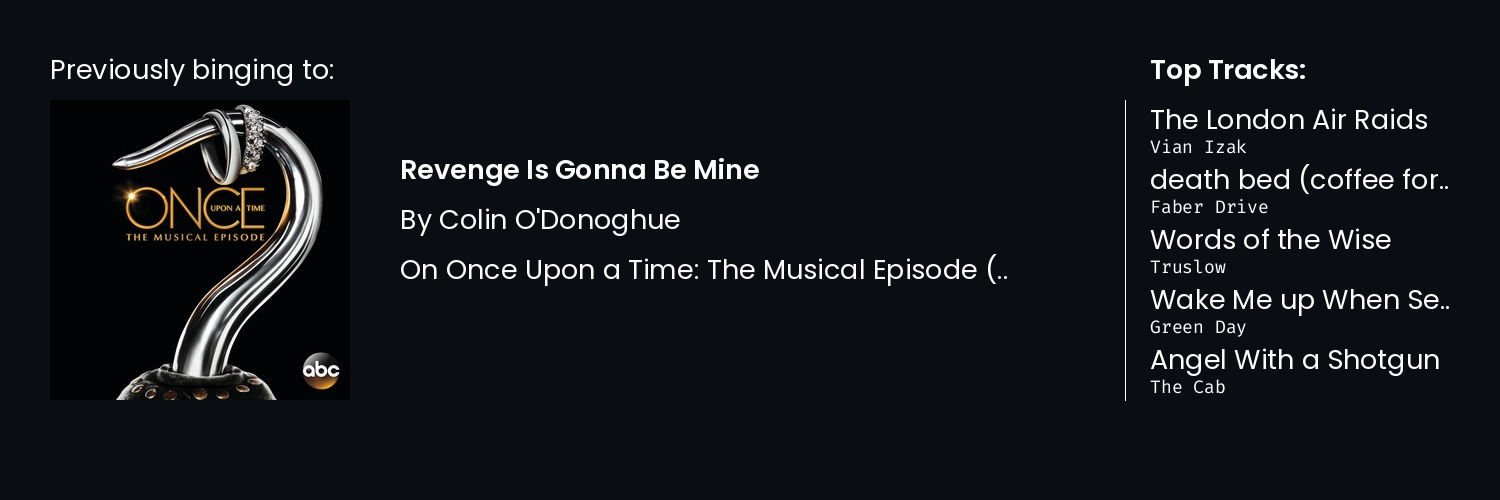 Previously binging to:
ONCE
UPON A TIME
THE MUSICAL EPISODE
abc
Revenge Is Gonna Be Mine
By Colin O'Donoghue
On Once Upon a Time: The Musical Episode (..
Top Tracks:
The London Air Raids
Vian Izak
death bed (coffee for..
Faber Drive
Words of the Wise
Truslow
Wake Me up When Se..
Green Day
Angel With a Shotgun
The Cab